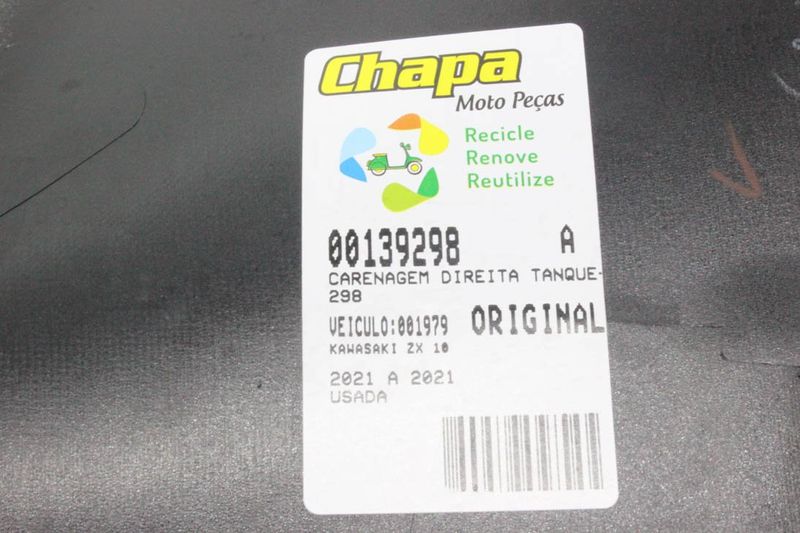 Chapa
Moto Peças
Recicle
Renove
Reutilize
00139298 A
CARENAGEM DIREITA TANQUE-
298
VEICULO:001979 ORIGINAL
KAWASAKI ZX 10
2021 A 2021
USADA